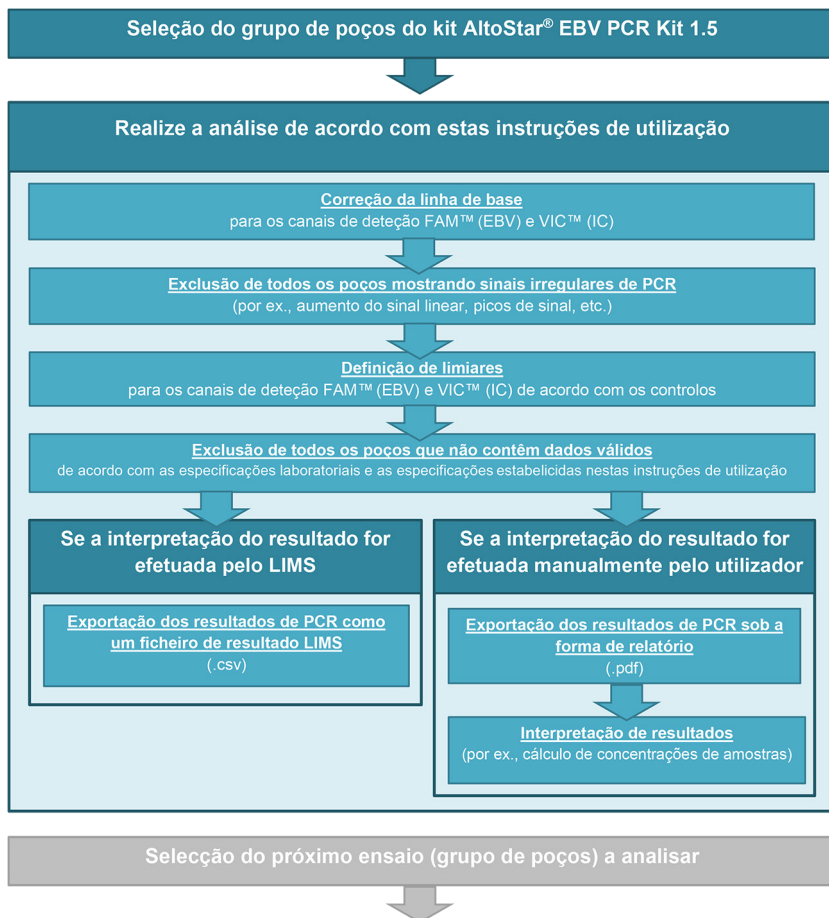 Seleção do grupo de poços do kit AltoStar® EBV PCR Kit 1.5
Realize a análise de acordo com estas instruções de utilização
Correção da linha de base
para os canais de deteção FAM™ (EBV) e VIC™ (IC)
Exclusão de todos os poços mostrando sinais irregulares de PCR
(por ex., aumento do sinal linear, picos de sinal, etc.)
Definição de limiares
para os canais de deteção FAM™ (EBV) e VIC™ (IC) de acordo com os controlos
Exclusão de todos os poços que não contêm dados válidos
de acordo com as especificações laboratoriais e as especificações estabelicidas nestas instruções de utilização
Se a interpretação do resultado for
efetuada pelo LIMS
Exportação dos resultados de PCR como
um ficheiro de resultado LIMS
(.csv)
Se a interpretação do resultado for
efetuada manualmente pelo utilizador
Exportação dos resultados de PCR sob a
forma de relatório
(.pdf)
Interpretação de resultados
(por ex., cálculo de concentrações de amostras)
Selecção do próximo ensaio (grupo de poços) a analisar